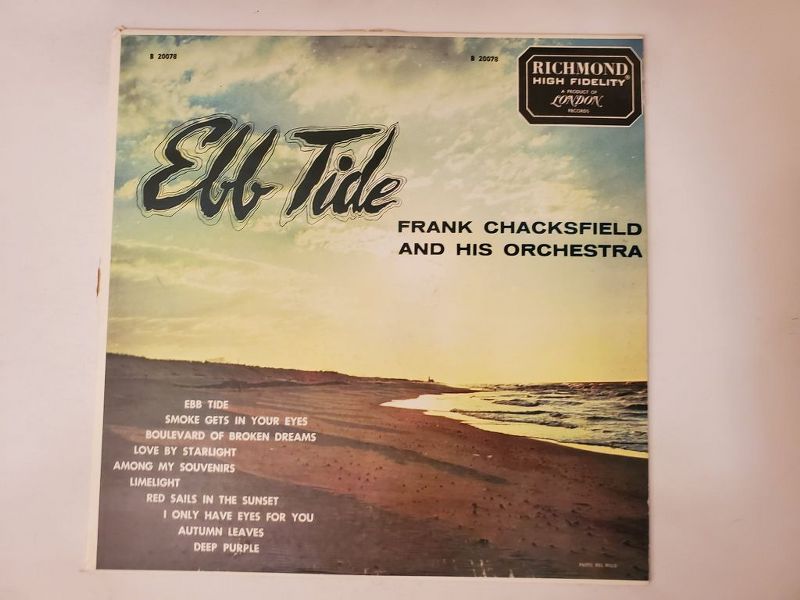 B 20078
B 20078
RICHMOND
HIGH FIDELITY®
A PRODUCT OF
LONDON
RECORDS
Ebb Tide
FRANK CHACKSFIELD
AND HIS ORCHESTRA
EBB TIDE
SMOKE GETS IN YOUR EYES
BOULEVARD OF BROKEN DREAMS
LOVE BY STARLIGHT
AMONG MY SOUVENIRS
LIMELIGHT
RED SAILS IN THE SUNSET
I ONLY HAVE EYES FOR YOU
AUTUMN LEAVES
DEEP PURPLE